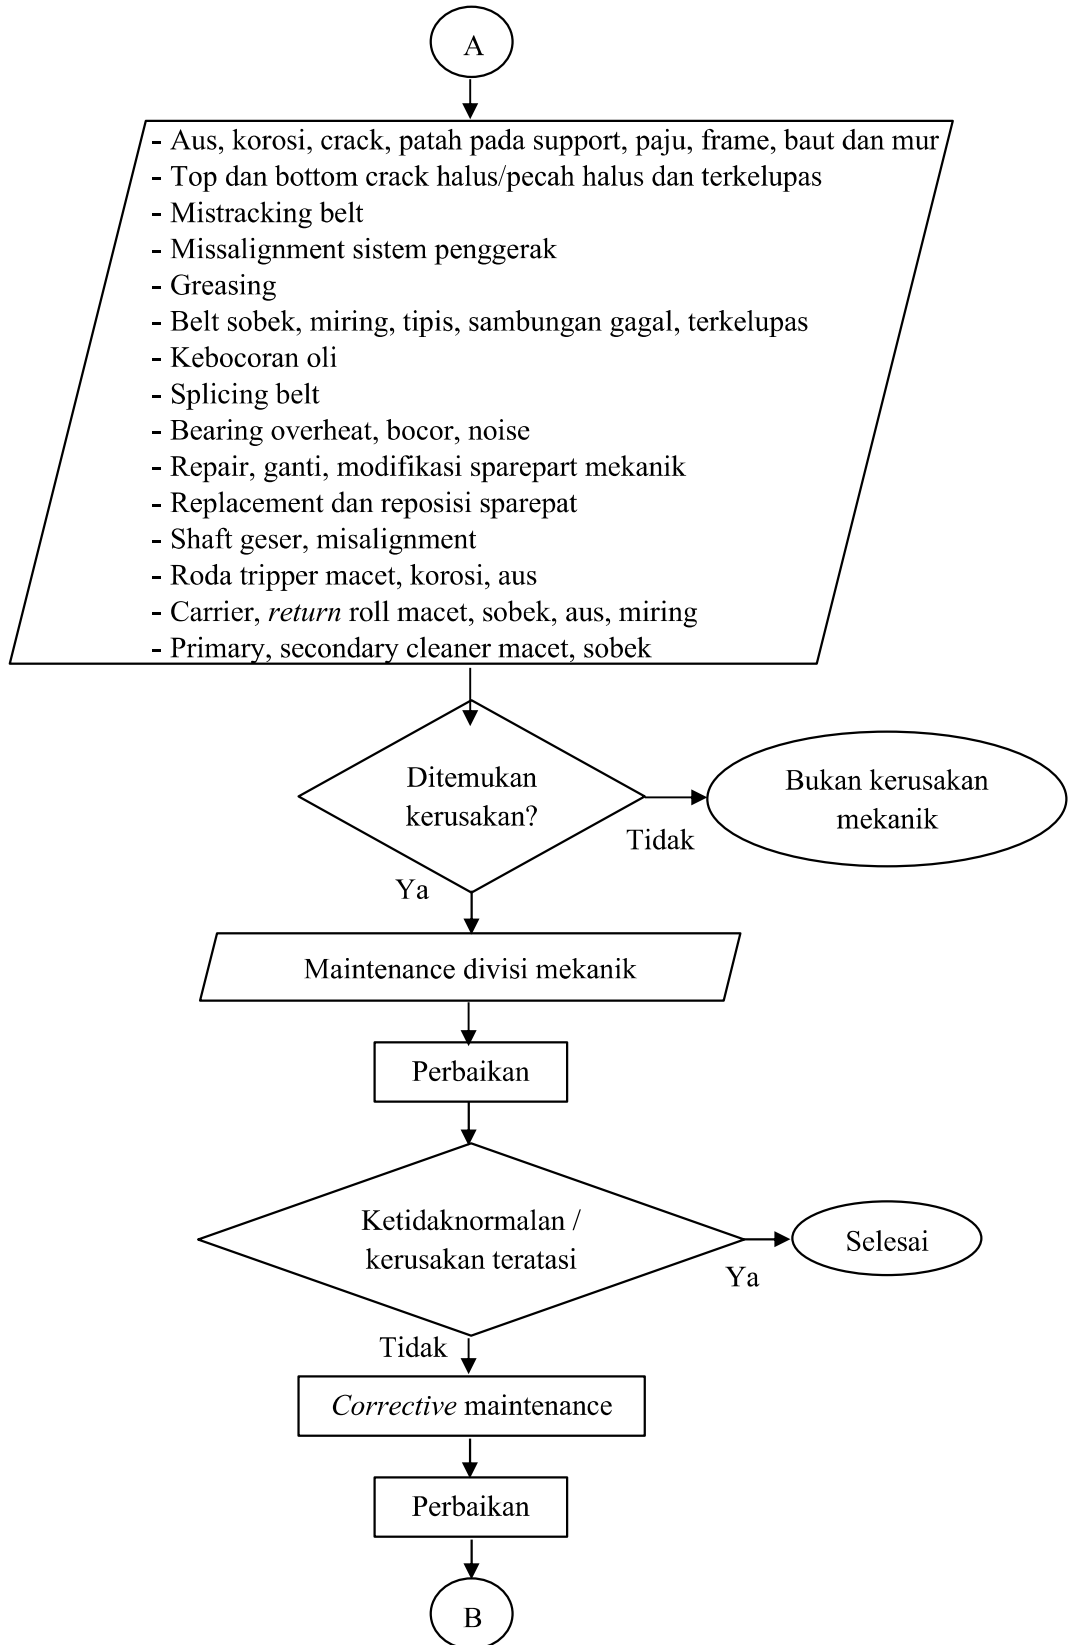 A
- Aus, korosi, crack, patah pada support, paju, frame, baut dan mur
- Top dan bottom crack halus/pecah halus dan terkelupas
- Mistracking belt
- Missalignment sistem penggerak
- Greasing
- Belt sobek, miring, tipis, sambungan gagal, terkelupas
- Kebocoran oli
- Splicing belt
- Bearing overheat, bocor, noise
- Repair, ganti, modifikasi sparepart mekanik
- Replacement dan reposisi sparepat
- Shaft geser, misalignment
- Roda tripper macet, korosi, aus
- Carrier, return roll macet, sobek, aus, miring
- Primary, secondary cleaner macet, sobek
Ditemukan
kerusakan?
Tidak
Bukan kerusakan
mekanik
Ya
Maintenance divisi mekanik
Perbaikan
Ketidaknormalan /
kerusakan teratasi
Ya
Selesai
Tidak
Corrective maintenance
Perbaikan
B